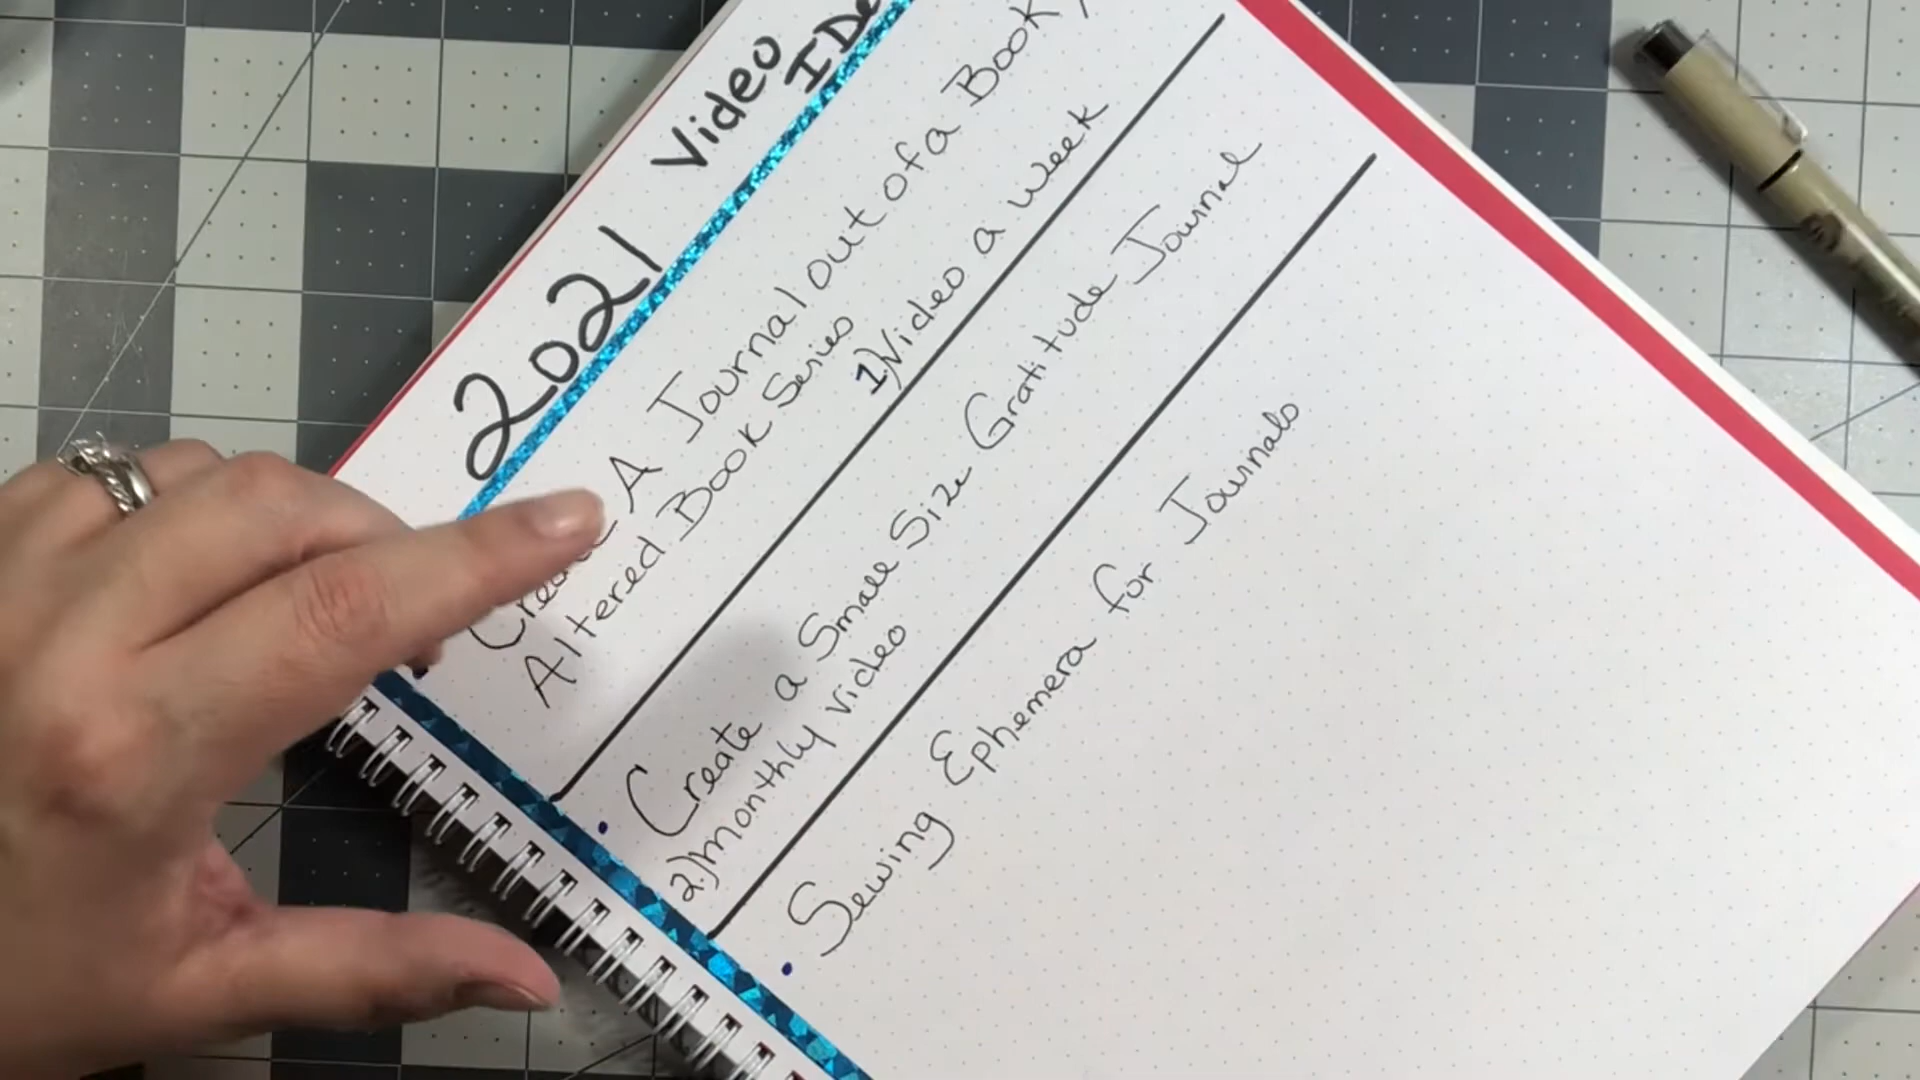 2021 Video IDe
Create A Journal out of a Book
Altered Book Series
1.) Video a week
Create a Small Size Gratitude Journal
2.) monthly video
Sewing Ephemera for Journals